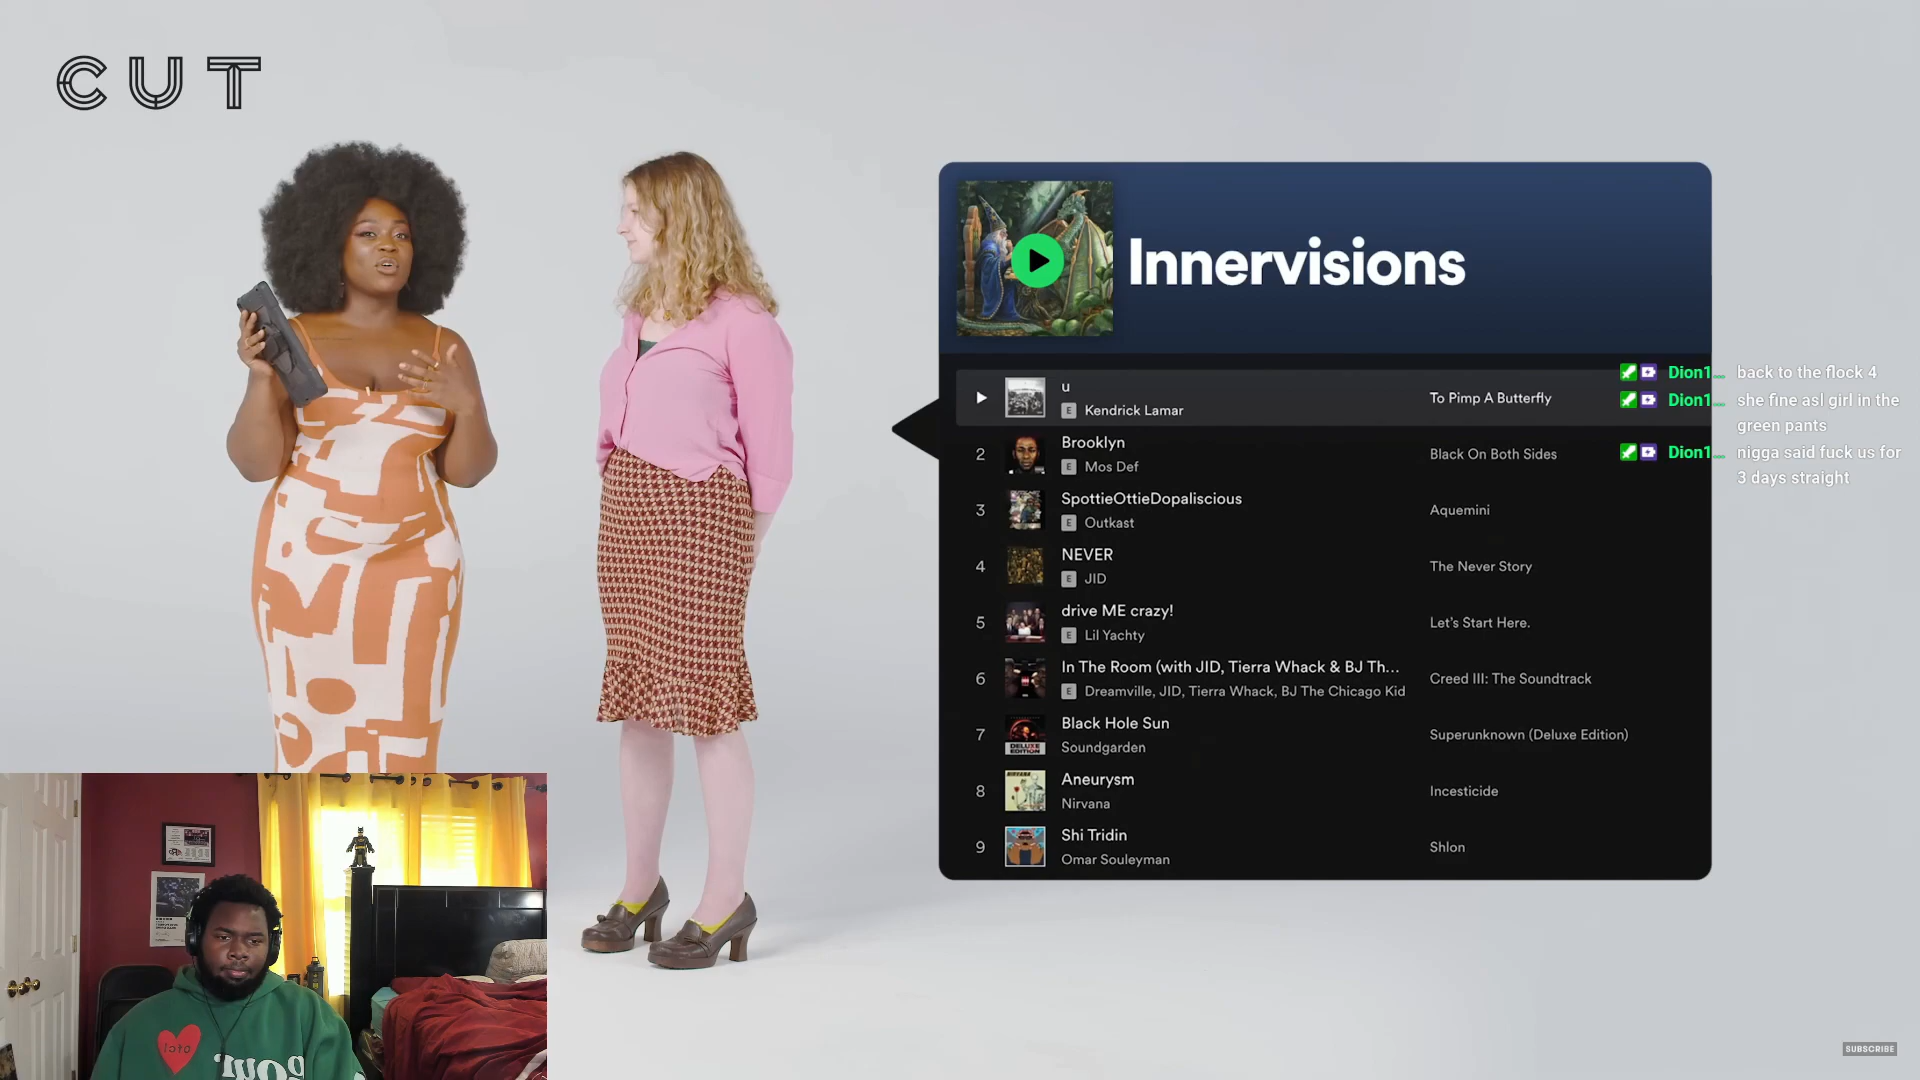 CUT
Innervisions
u
E Kendrick Lamar
To Pimp A Butterfly
2
Brooklyn
E Mos Def
Black On Both Sides
3
SpottieOttieDopaliscious
E Outkast
Aquemini
4
NEVER
E JID
The Never Story
5
drive ME crazy!
E Lil Yachty
Let's Start Here.
6
In The Room (with JID, Tierra Whack & BJ Th...
E Dreamville, JID, Tierra Whack, BJ The Chicago Kid
Creed III: The Soundtrack
7
Black Hole Sun
Soundgarden
Superunknown (Deluxe Edition)
8
Aneurysm
Nirvana
Incesticide
9
Shi Tridin
Omar Souleyman
Shlon
Dion1... back to the flock 4
Dion1... she fine asl girl in the
green pants
Dion1... nigga said fuck us for
3 days straight
DELUXE
EDITION
SUBSCRIBE